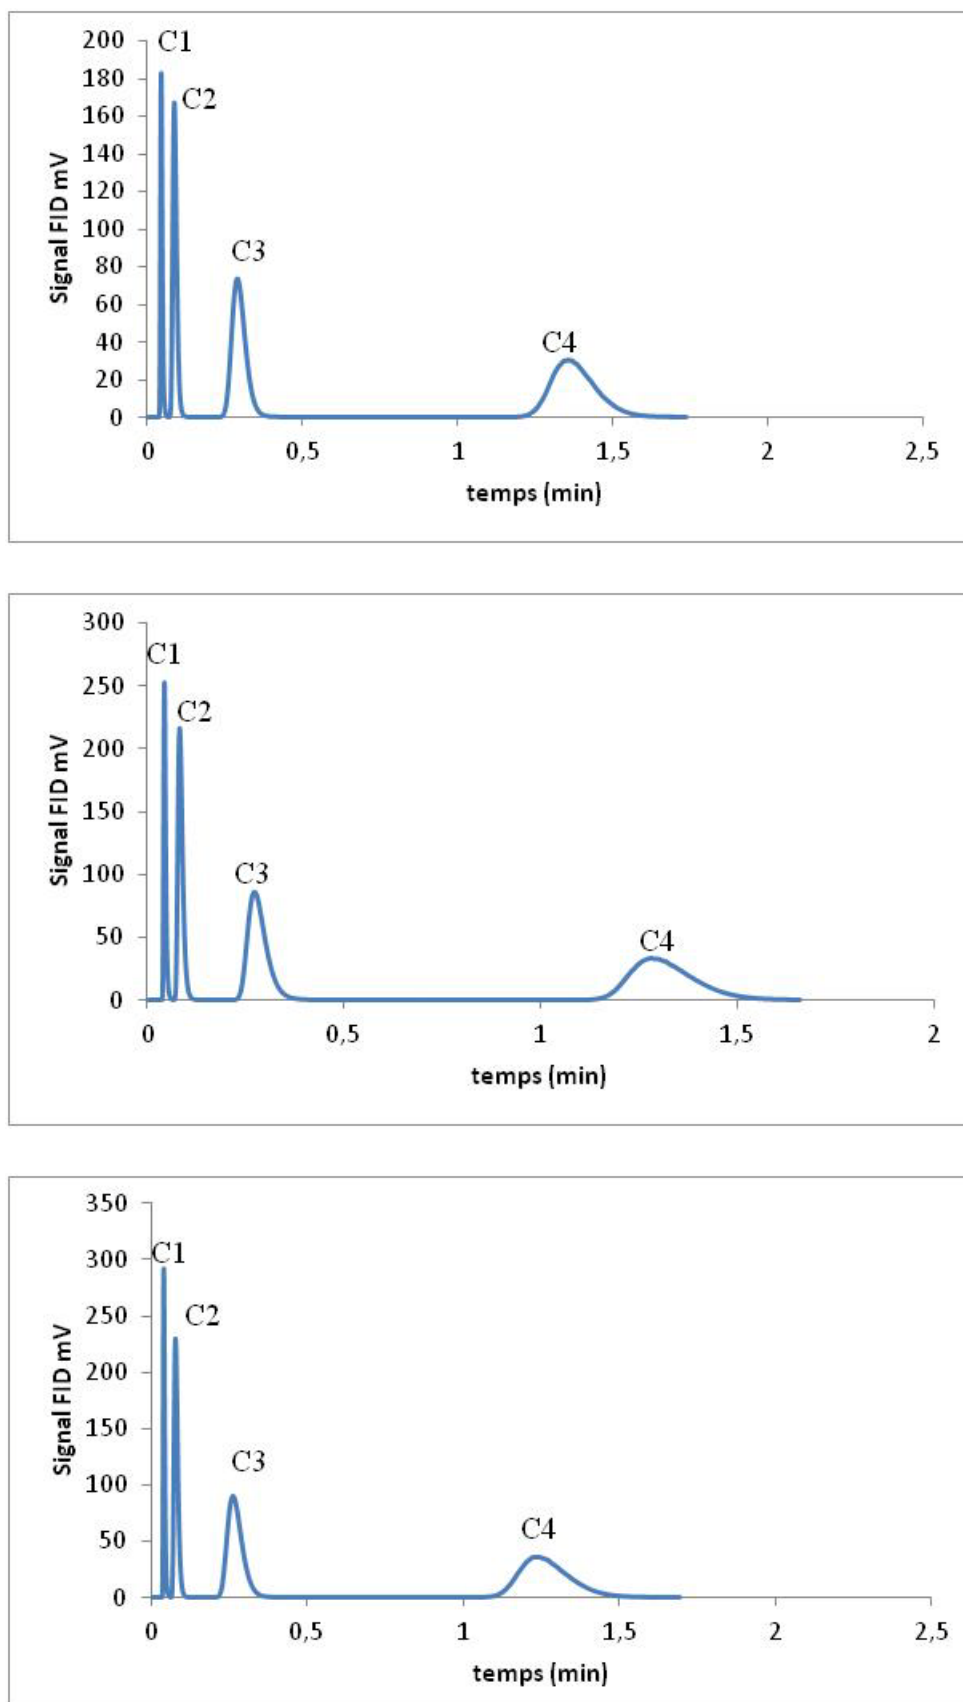 200
C1
180
160
C2
140
120
100
C3
80
60
C4
40
20
0
Signal FID mV
0 0,5 1 1,5 2 2,5
temps (min)
300
C1
250
C2
200
150
C3
100
C4
50
0
Signal FID mV
0 0,5 1 1,5 2
temps (min)
350
C1
300
250
C2
200
150
C3
100
C4
50
0
Signal FID mV
0 0,5 1 1,5 2 2,5
temps (min)